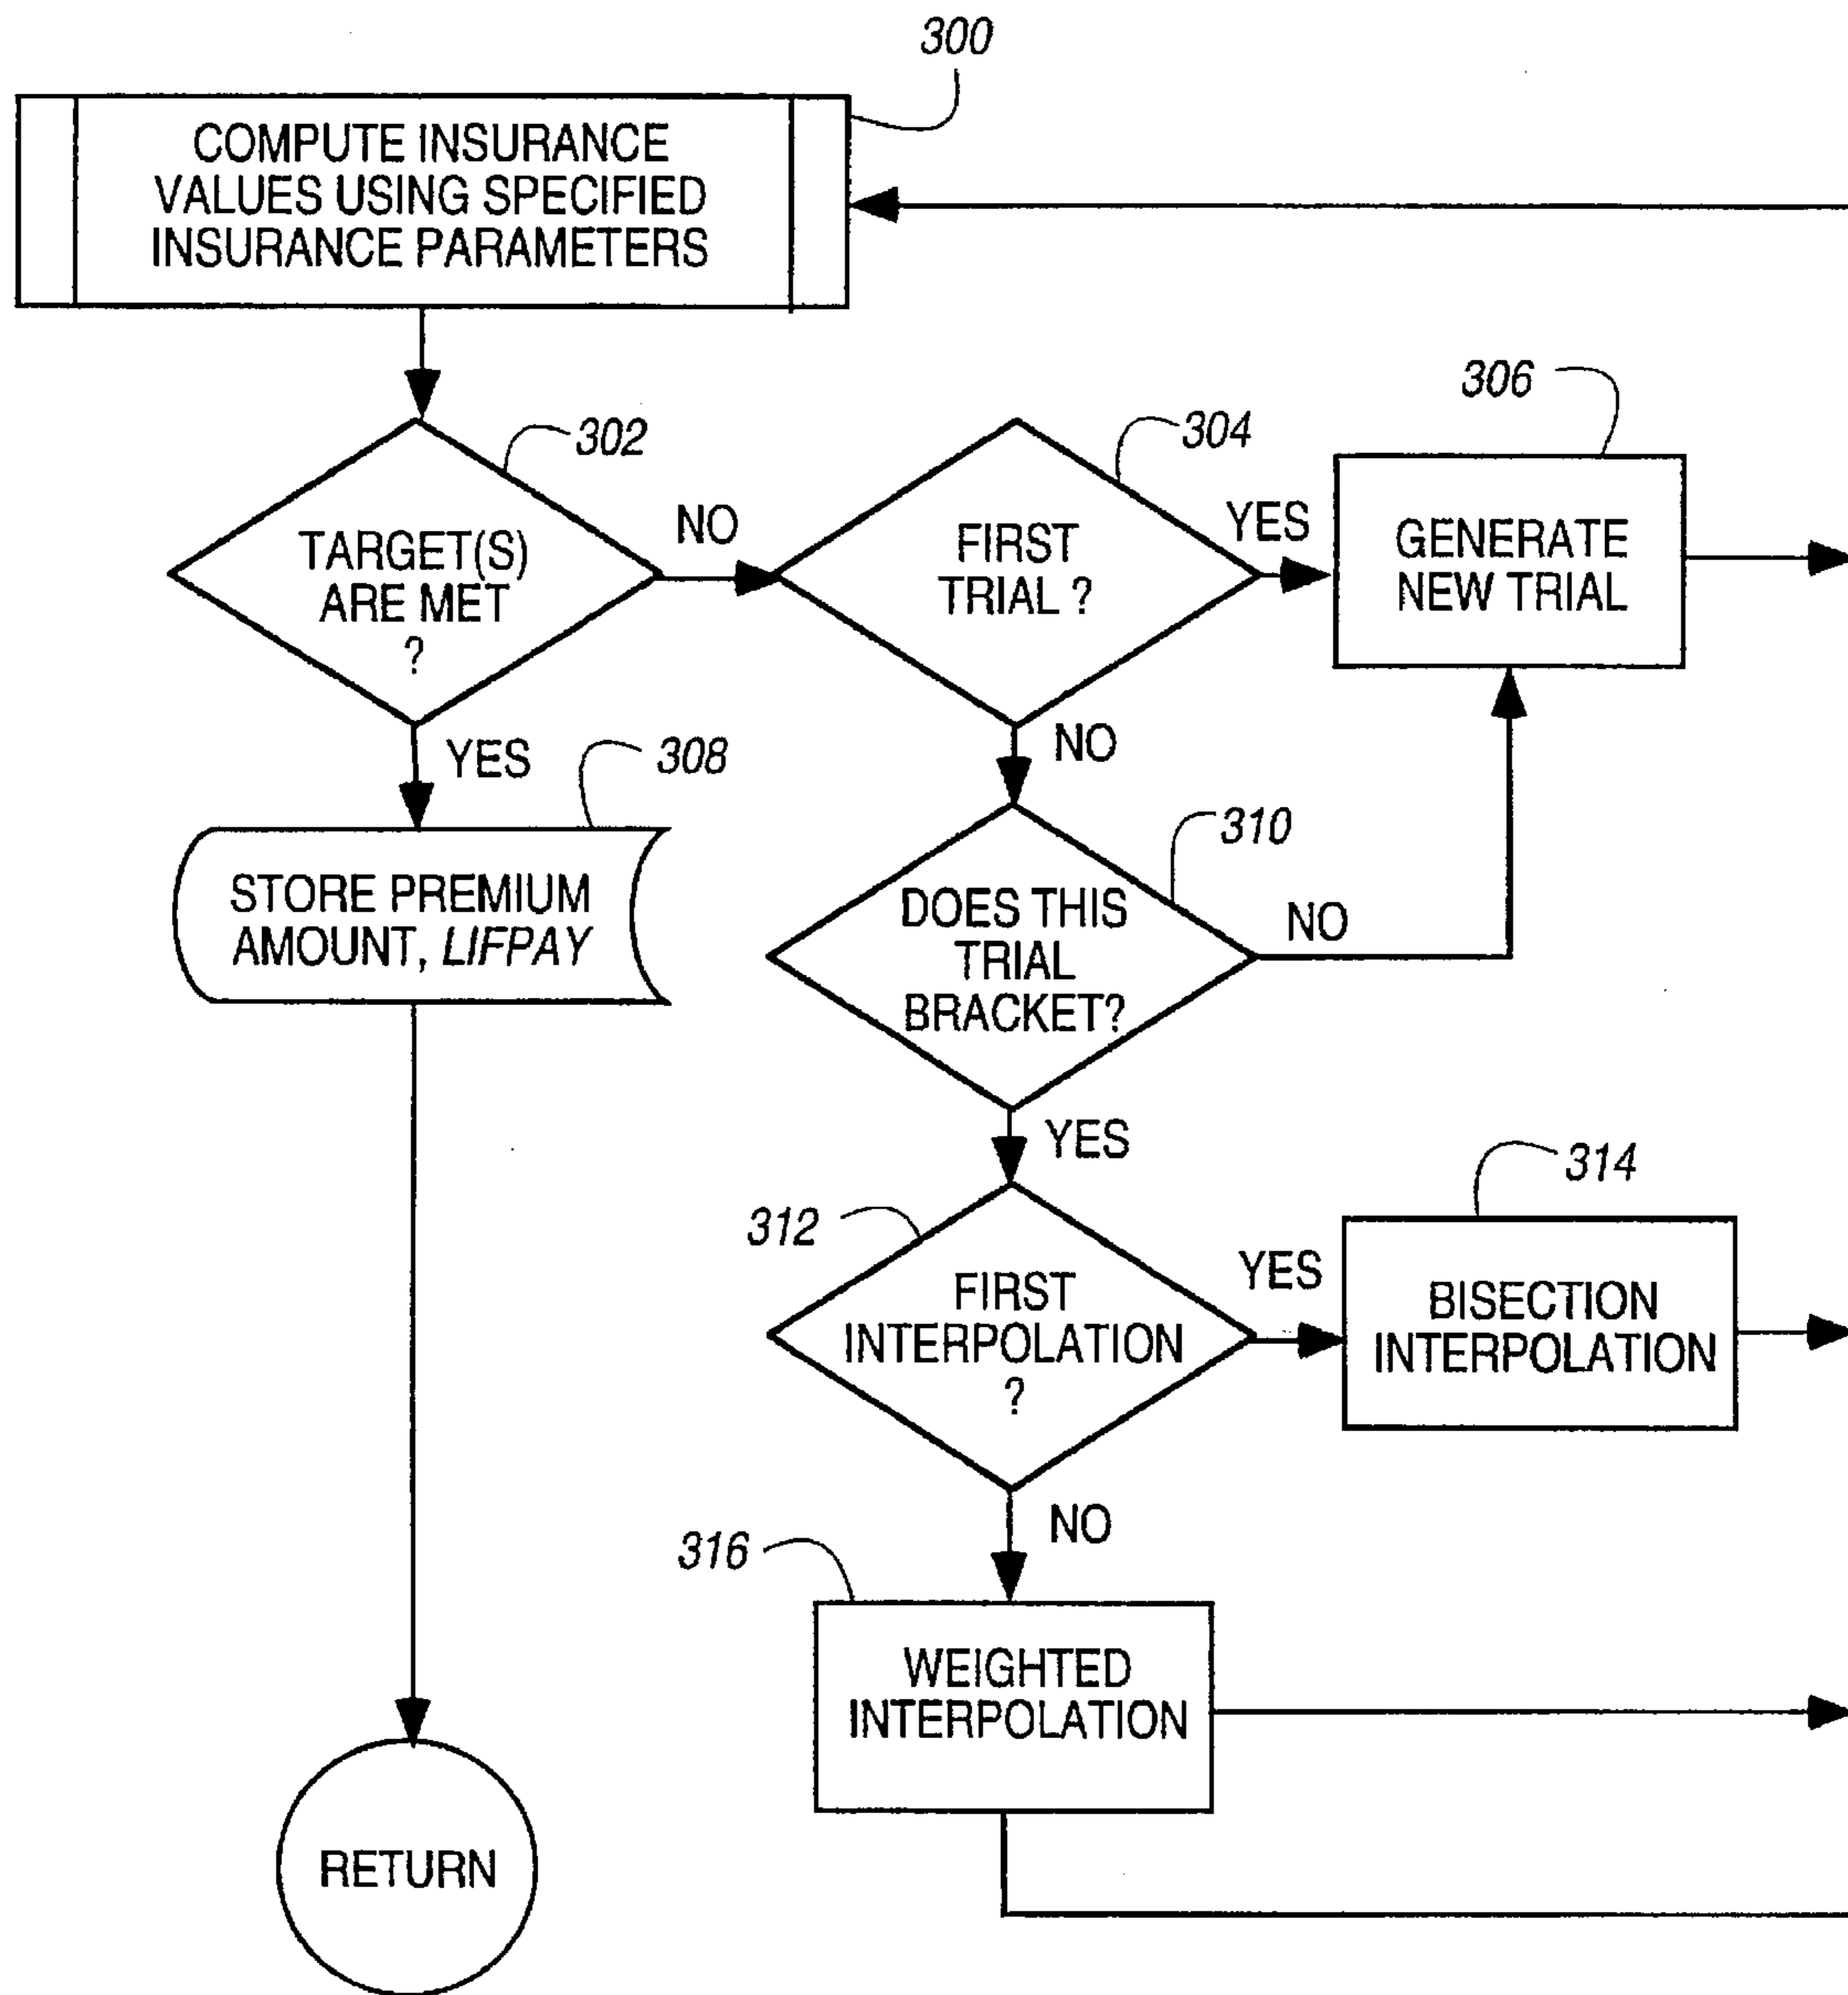 300
COMPUTE INSURANCE
VALUES USING SPECIFIED
INSURANCE PARAMETERS
302
TARGET(S)
ARE MET
?
NO
304
FIRST
TRIAL ?
YES
306
GENERATE
NEW TRIAL
YES
308
STORE PREMIUM
AMOUNT, LIFPAY
NO
310
DOES THIS
TRIAL
BRACKET?
NO
YES
312
FIRST
INTERPOLATION
?
YES
314
BISECTION
INTERPOLATION
NO
316
WEIGHTED
INTERPOLATION
RETURN